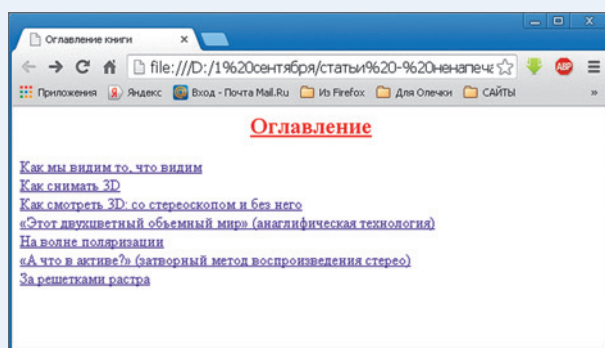 Оглавление книги
file:///D:/1%20сентября/статьи%20-%20ненапеча
Приложения Яндекс Вход - Почта Mail.Ru Из Firefox Для Олечки САЙТЫ »
ABP
Оглавление
Как мы видим то, что видим
Как снимать 3D
Как смотреть 3D: со стереоскопом и без него
«Этот двухцветный объемный мир» (анаглифическая технология)
На волне поляризации
«А что в активе?» (затворный метод воспроизведения стерео)
За решетками растра